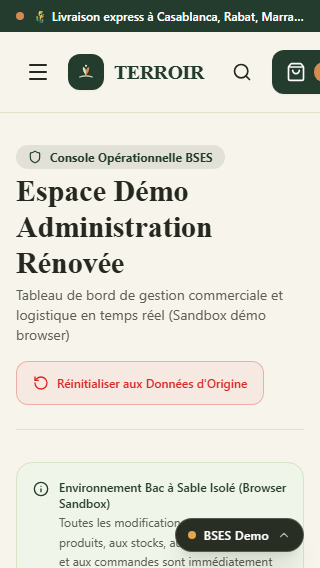 Livraison express à Casablanca, Rabat, Marra...
TERROIR
Console Opérationnelle BSES
Espace Démo
Administration
Rénovée
Tableau de bord de gestion commerciale et
logistique en temps réel (Sandbox démo
browser)
Réinitialiser aux Données d'Origine
Environnement Bac à Sable Isolé (Browser
Sandbox)
Toutes les modifications
produits, aux stocks,
et aux commandes sont immédiatement
BSES Demo